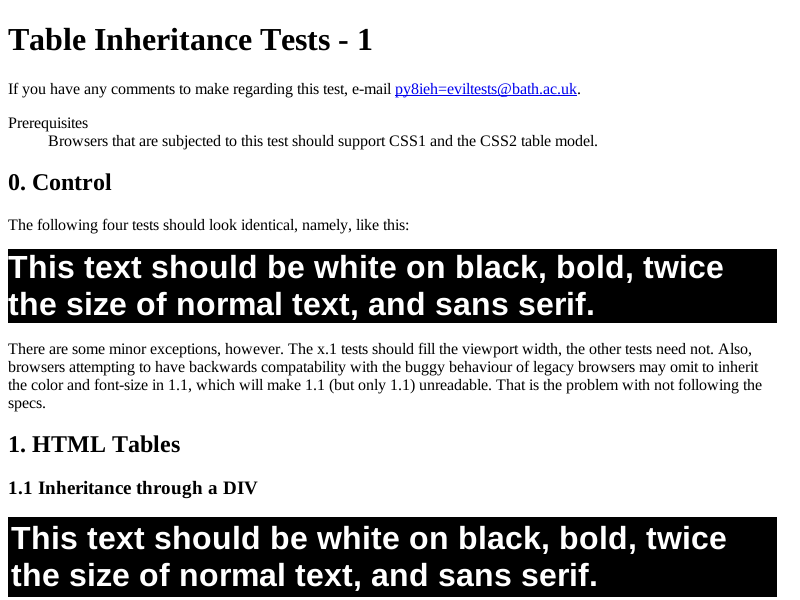 Table Inheritance Tests - 1
If you have any comments to make regarding this test, e-mail py8ieh=eviltests@bath.ac.uk.
Prerequisites
Browsers that are subjected to this test should support CSS1 and the CSS2 table model.
0. Control
The following four tests should look identical, namely, like this:
This text should be white on black, bold, twice
the size of normal text, and sans serif.
There are some minor exceptions, however. The x.1 tests should fill the viewport width, the other tests need not. Also,
browsers attempting to have backwards compatability with the buggy behaviour of legacy browsers may omit to inherit
the color and font-size in 1.1, which will make 1.1 (but only 1.1) unreadable. That is the problem with not following the
specs.
1. HTML Tables
1.1 Inheritance through a DIV
This text should be white on black, bold, twice
the size of normal text, and sans serif.